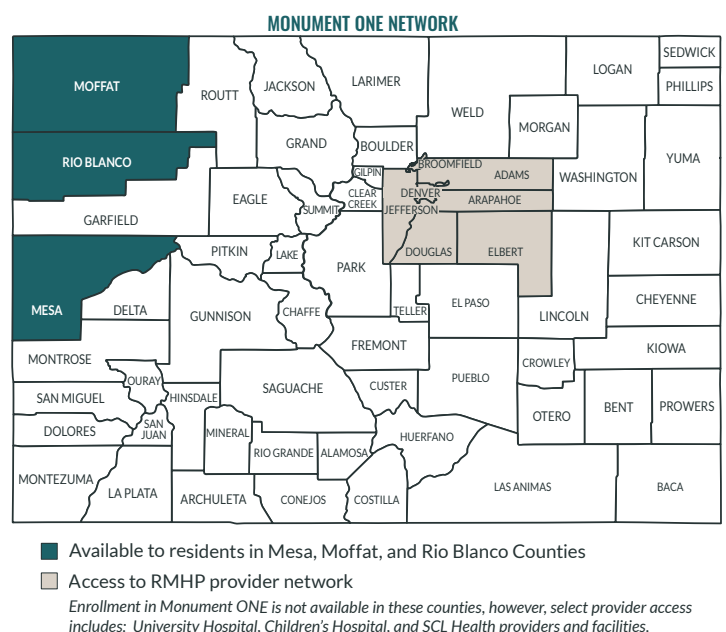 MONUMENT ONE NETWORK
SEDWICK
LOGAN
MOFFAT
ROUTT
JACKSON
LARIMER
PHILLIPS
WELD
MORGAN
GRAND
BOULDER
RIO BLANCO
BROOMFIELD
YUMA
GILPIN
ADAMS
WASHINGTON
EAGLE
CLEAR
CREEK
DENVER
ARAPAHOE
SUMMIT
JEFFERSON
GARFIELD
KIT CARSON
PITKIN
LAKE
DOUGLAS
ELBERT
PARK
CHEYENNE
MESA
DELTA
GUNNISON
CHAFFE
TELLER
EL PASO
LINCOLN
FREMONT
KIOWA
MONTROSE
CROWLEY
OURAY
PUEBLO
CUSTER
SAGUACHE
SAN MIGUEL
HINSDALE
BENT
PROWERS
OTERO
SAN
JUAN
DOLORES
MINERAL
HUERFANO
RIO GRANDE
ALAMOSA
MONTEZUMA
LAS ANIMAS
BACA
LA PLATA
ARCHULETA
CONEJOS
COSTILLA
Available to residents in Mesa, Moffat, and Rio Blanco Counties
Access to RMHP provider network
Enrollment in Monument ONE is not available in these counties, however, select provider access
includes: University Hospital, Children's Hospital, and SCL Health providers and facilities.